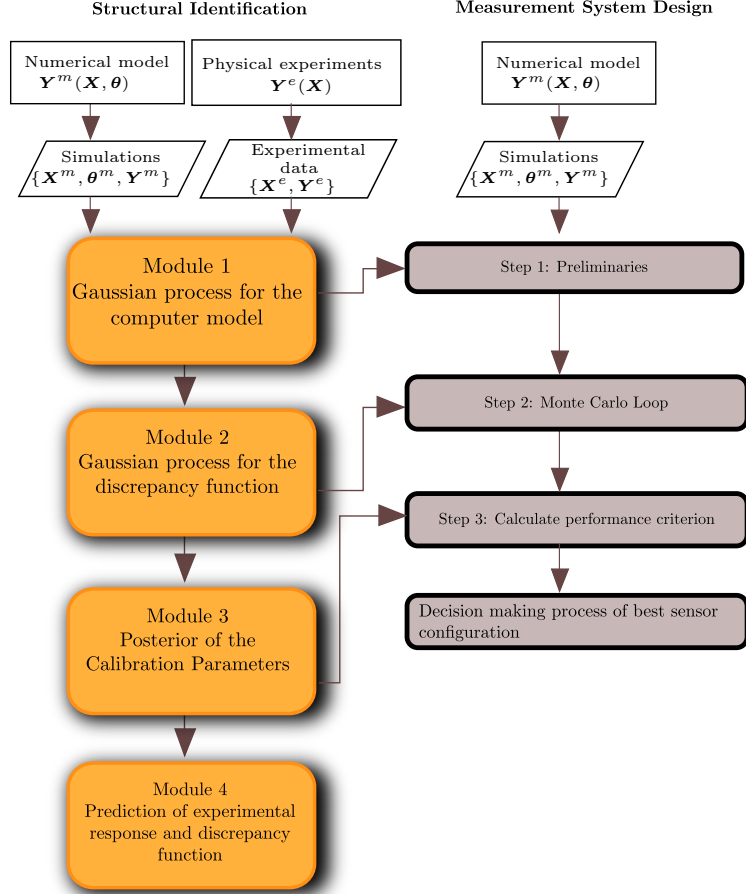 Structural Identification
Numerical model
Y^m(X, θ)
Physical experiments
Y^e(X)
Simulations
{X^m, θ^m, Y^m}
Experimental
data
{X^e, Y^e}
Module 1
Gaussian process for the
computer model
Module 2
Gaussian process for the
discrepancy function
Module 3
Posterior of the
Calibration Parameters
Module 4
Prediction of experimental
response and discrepancy
function
Measurement System Design
Numerical model
Y^m(X, θ)
Simulations
{X^m, θ^m, Y^m}
Step 1: Preliminaries
Step 2: Monte Carlo Loop
Step 3: Calculate performance criterion
Decision making process of best sensor
configuration